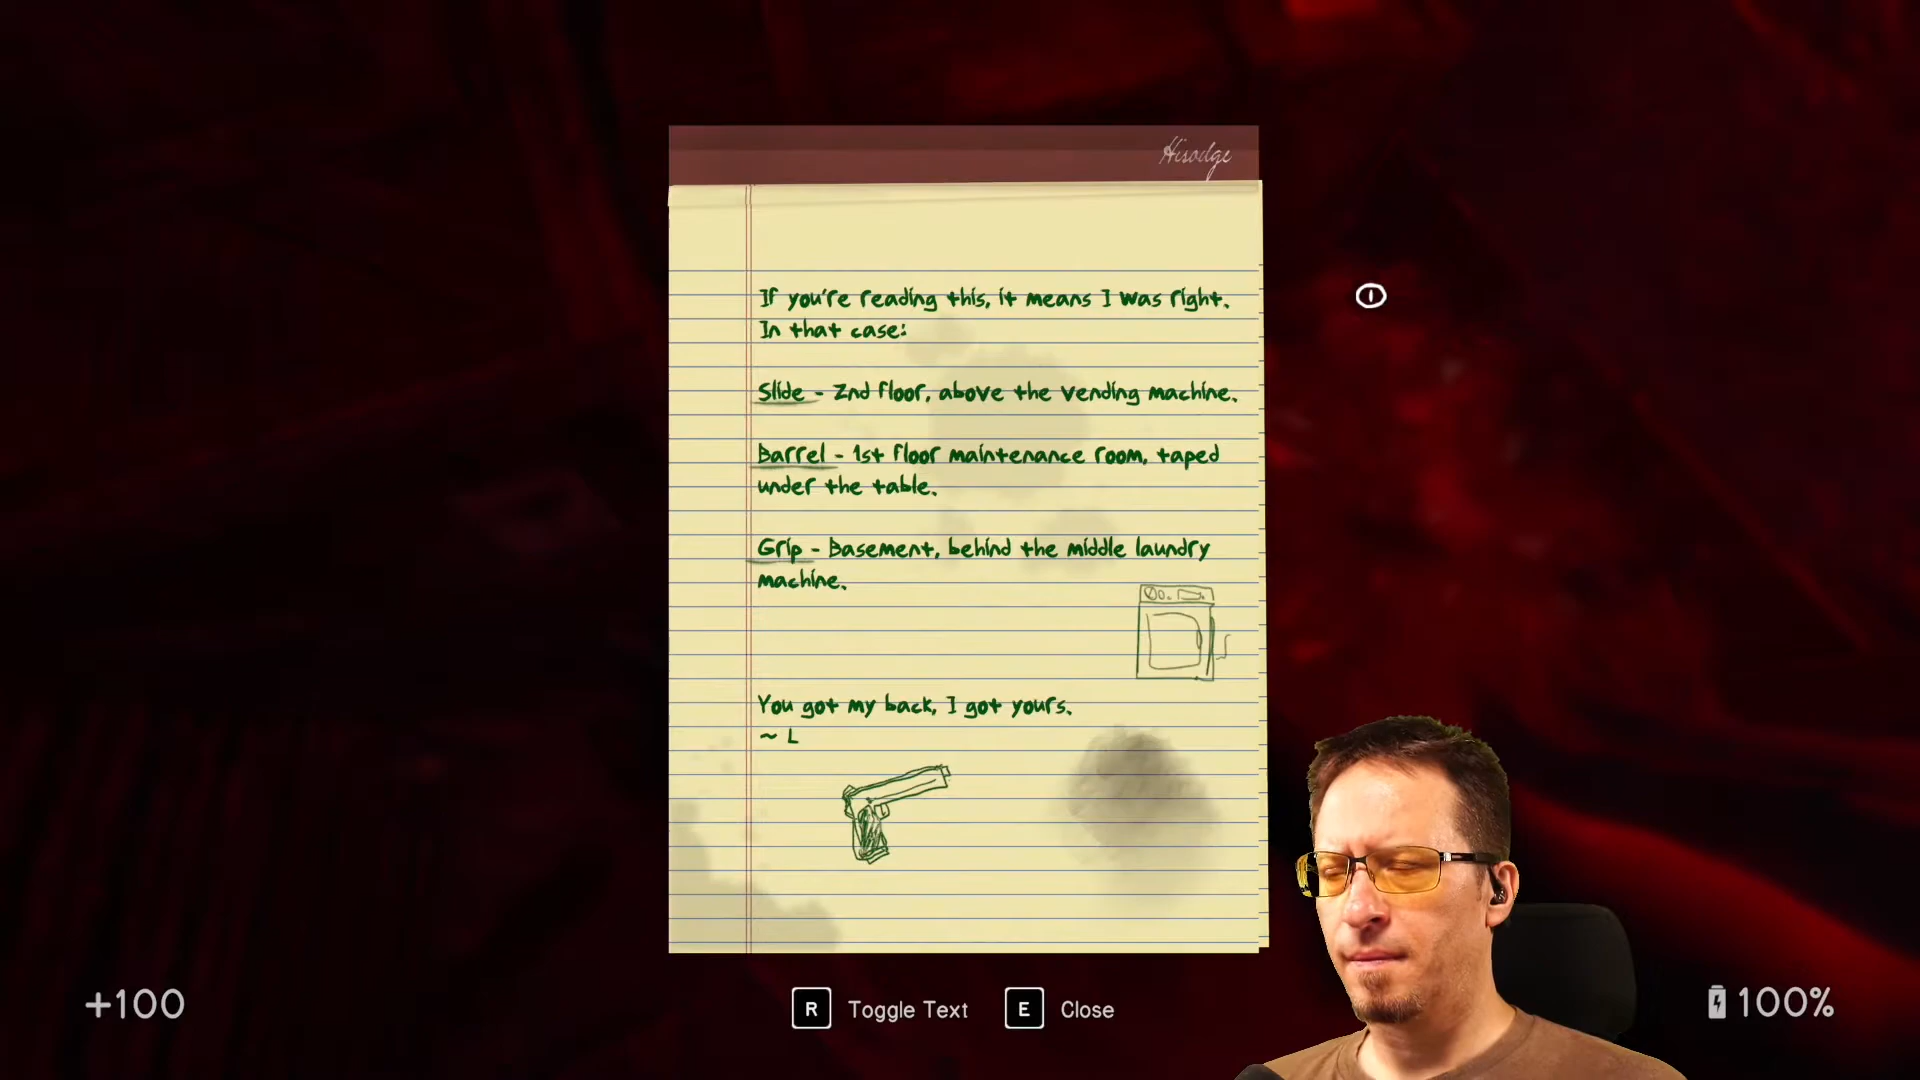 Hisodge
If you're reading this, it means I was right.
In that case:
Slide - 2nd floor, above the vending machine.
Barrel - 1st floor maintenance room, taped
under the table.
Grip - Basement, behind the middle laundry
machine.
You got my back, I got yours.
~ L
+100
R Toggle Text E Close
100%